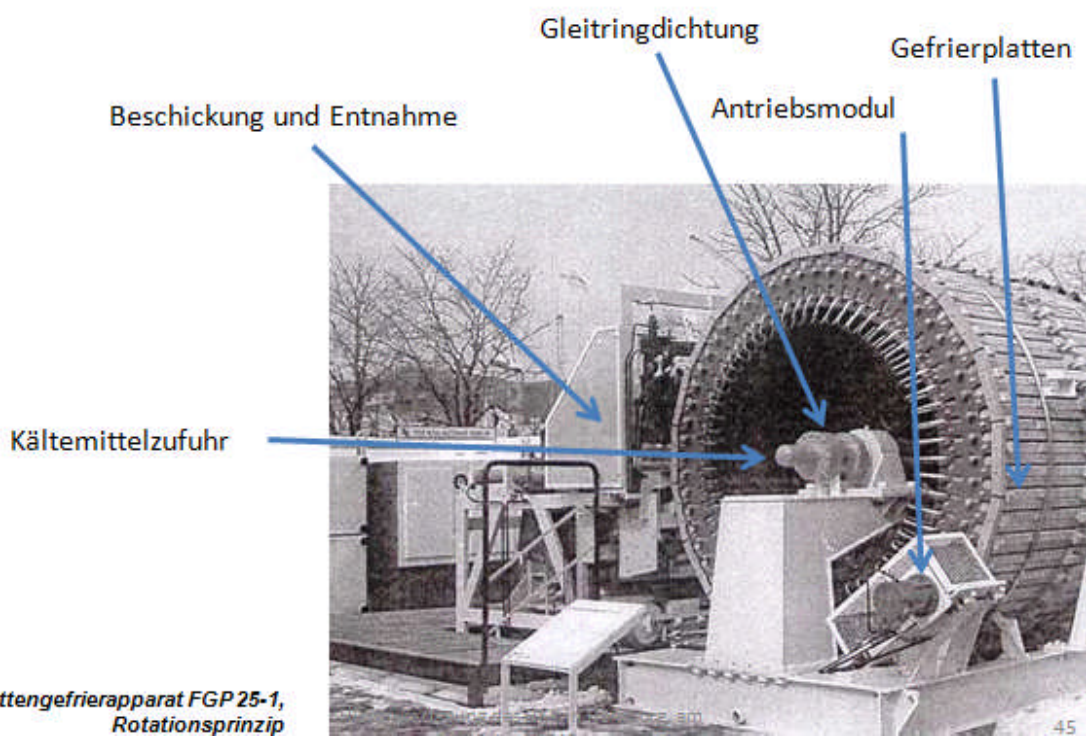 Gleitringdichtung
Gefrierplatten
Antriebsmodul
Beschickung und Entnahme
Kältemittelzufuhr
ttengefrierapparat FGP 25-1,
Rotationsprinzip
45